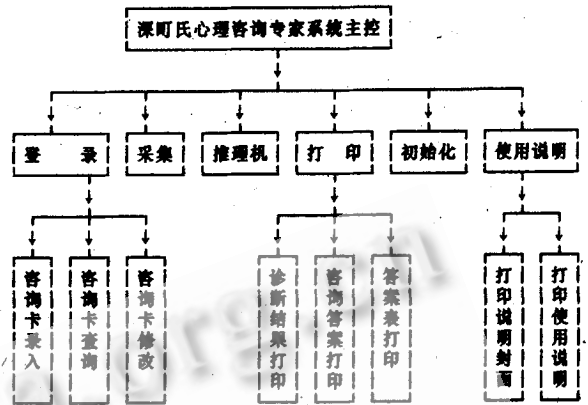 深町氏心理咨询专家系统主控
登录
采集
推理机
打印
初始化
使用说明
咨询卡录入
咨询卡查询
咨询卡修改
诊断结果打印
咨询答案打印
答案表打印
打印说明封面
打印使用说明